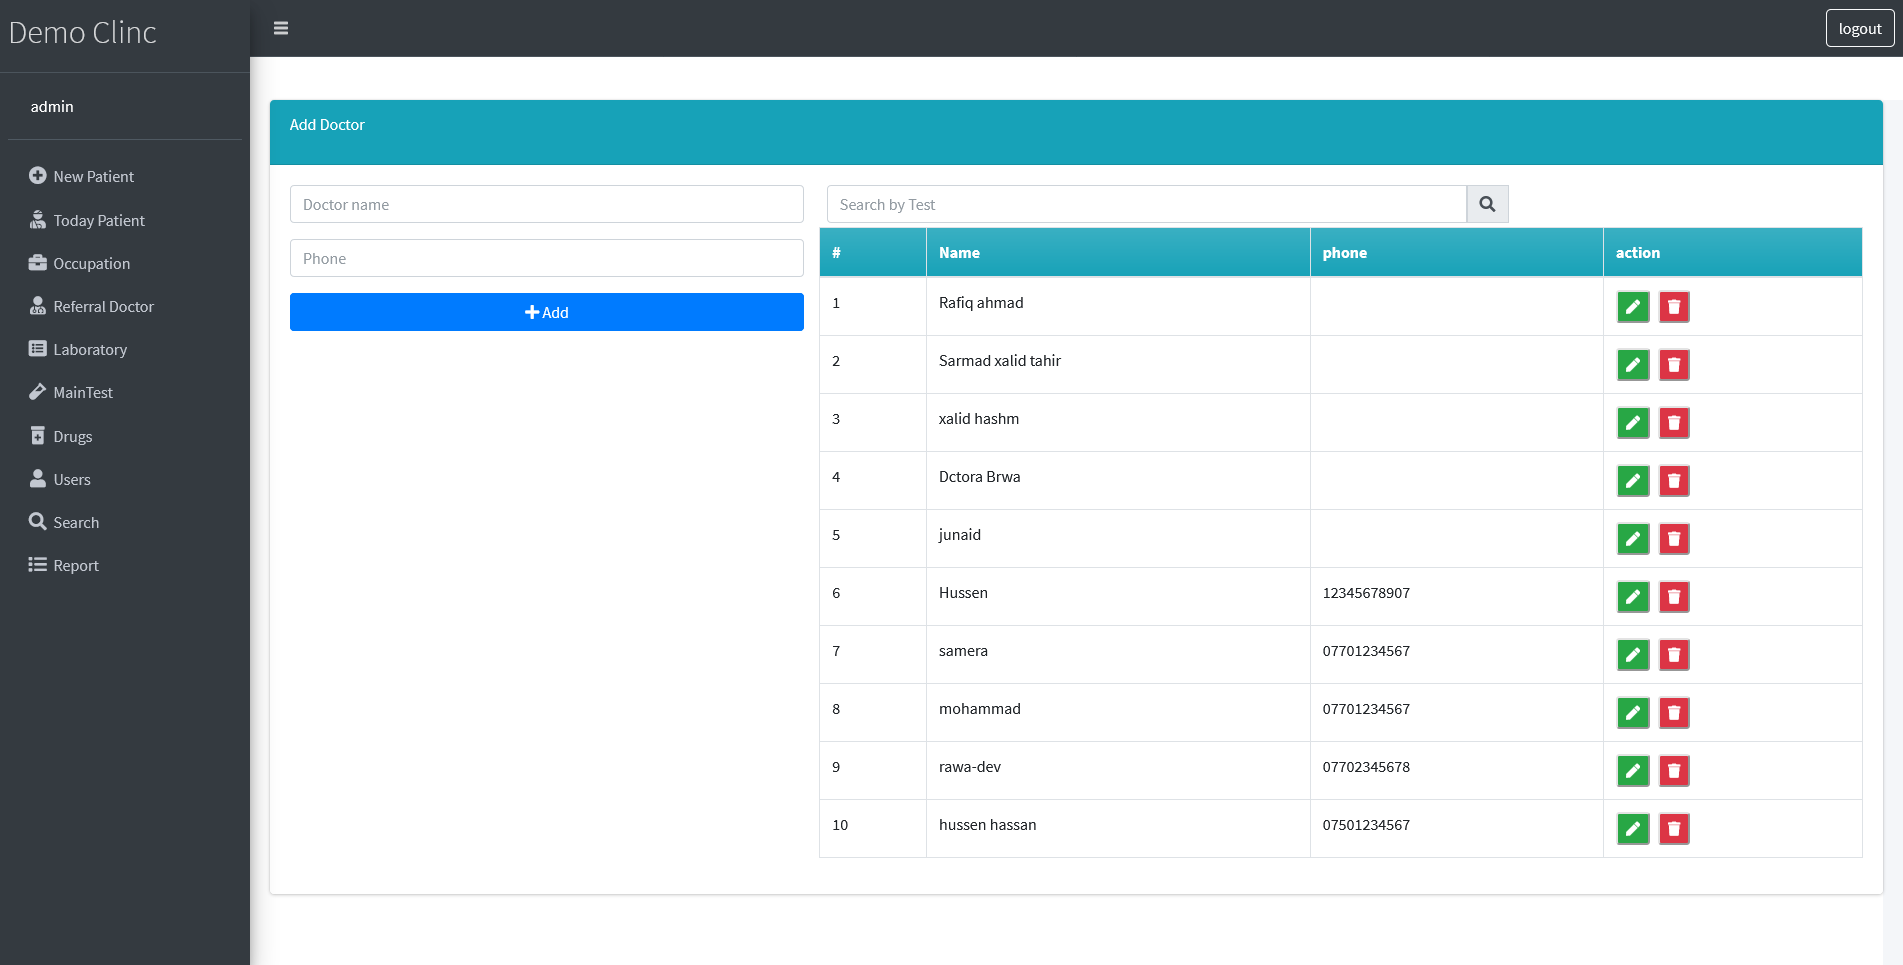 Demo Clinc
logout
admin
New Patient
Today Patient
Occupation
Referral Doctor
Laboratory
MainTest
Drugs
Users
Search
Report
Add Doctor
Doctor name
Phone
Add
Search by Test
# Name phone action
1 Rafiq ahmad
2 Sarmad xalid tahir
3 xalid hashm
4 Dctora Brwa
5 junaid
6 Hussen 12345678907
7 samera 07701234567
8 mohammad 07701234567
9 rawa-dev 07702345678
10 hussen hassan 07501234567